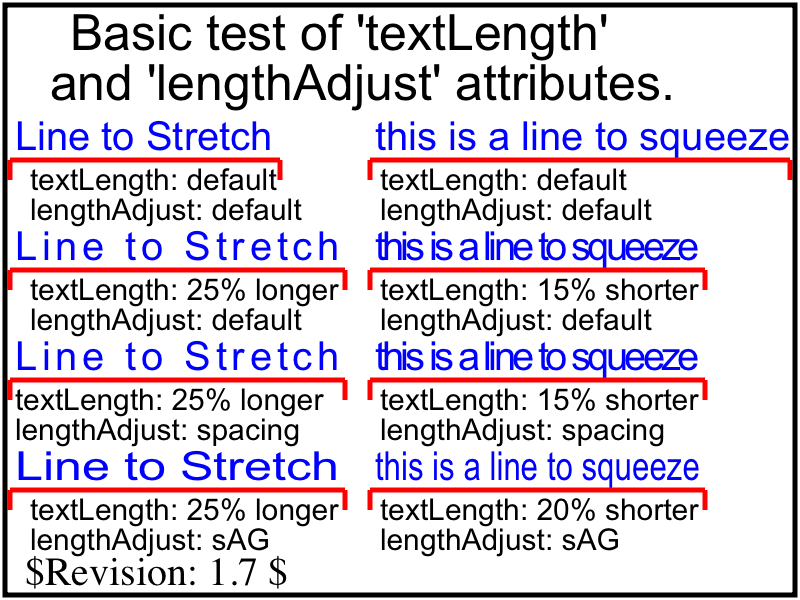 Basic test of 'textLength'
and 'lengthAdjust' attributes.
Line to Stretch
textLength: default
lengthAdjust: default
this is a line to squeeze
textLength: default
lengthAdjust: default
Line to Stretch
textLength: 25% longer
lengthAdjust: default
this is a line to squeeze
textLength: 15% shorter
lengthAdjust: default
Line to Stretch
textLength: 25% longer
lengthAdjust: spacing
this is a line to squeeze
textLength: 15% shorter
lengthAdjust: spacing
Line to Stretch
textLength: 25% longer
lengthAdjust: sAG
this is a line to squeeze
textLength: 20% shorter
lengthAdjust: sAG
$Revision: 1.7 $